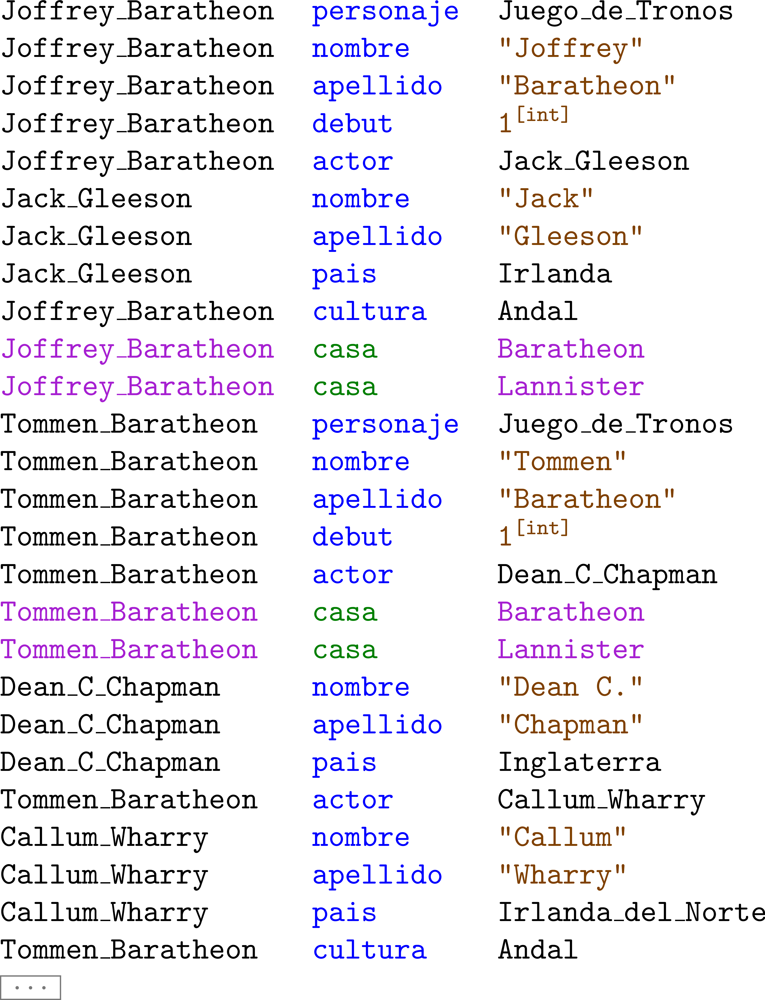 Joffrey_Baratheon personaje Juego_de_Tronos
Joffrey_Baratheon nombre "Joffrey"
Joffrey_Baratheon apellido "Baratheon"
Joffrey_Baratheon debut 1[int]
Joffrey_Baratheon actor Jack_Gleeson
Jack_Gleeson nombre "Jack"
Jack_Gleeson apellido "Gleeson"
Jack_Gleeson pais Irlanda
Joffrey_Baratheon cultura Andal
Joffrey_Baratheon casa Baratheon
Joffrey_Baratheon casa Lannister
Tommen_Baratheon personaje Juego_de_Tronos
Tommen_Baratheon nombre "Tommen"
Tommen_Baratheon apellido "Baratheon"
Tommen_Baratheon debut 1[int]
Tommen_Baratheon actor Dean_C_Chapman
Tommen_Baratheon casa Baratheon
Tommen_Baratheon casa Lannister
Dean_C_Chapman nombre "Dean C."
Dean_C_Chapman apellido "Chapman"
Dean_C_Chapman pais Inglaterra
Tommen_Baratheon actor Callum_Wharry
Callum_Wharry nombre "Callum"
Callum_Wharry apellido "Wharry"
Callum_Wharry pais Irlanda_del_Norte
Tommen_Baratheon cultura Andal
...